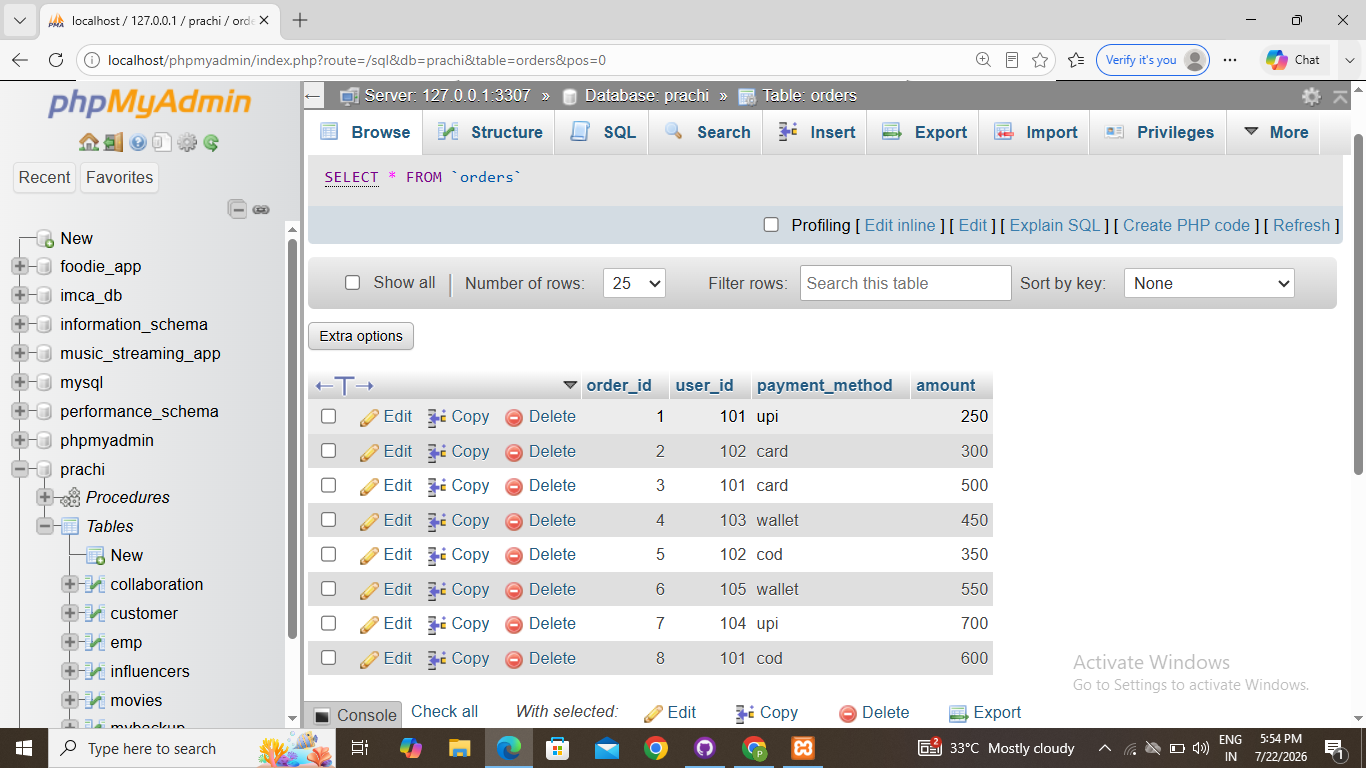 localhost / 127.0.0.1 / prachi / orde
localhost/phpmyadmin/index.php?route=/sql&db=prachi&table=orders&pos=0
Verify it's you
Chat
phpMyAdmin
Recent
Favorites
New
foodie_app
imca_db
information_schema
music_streaming_app
mysql
performance_schema
phpmyadmin
prachi
Procedures
Tables
New
collaboration
customer
emp
influencers
movies
mybackup
Server: 127.0.0.1:3307 » Database: prachi » Table: orders
Browse Structure SQL Search Insert Export Import Privileges More
SELECT * FROM `orders`
Profiling [ Edit inline ] [ Edit ] [ Explain SQL ] [ Create PHP code ] [ Refresh ]
Show all Number of rows: 25 Filter rows: Search this table Sort by key: None
Extra options
←T→ order_id user_id payment_method amount
Edit Copy Delete 1 101 upi 250
Edit Copy Delete 2 102 card 300
Edit Copy Delete 3 101 card 500
Edit Copy Delete 4 103 wallet 450
Edit Copy Delete 5 102 cod 350
Edit Copy Delete 6 105 wallet 550
Edit Copy Delete 7 104 upi 700
Edit Copy Delete 8 101 cod 600
Console Check all With selected: Edit Copy Delete Export
Activate Windows
Go to Settings to activate Windows.
Type here to search
2
33°C Mostly cloudy
ENG
IN
5:54 PM
7/22/2026
1